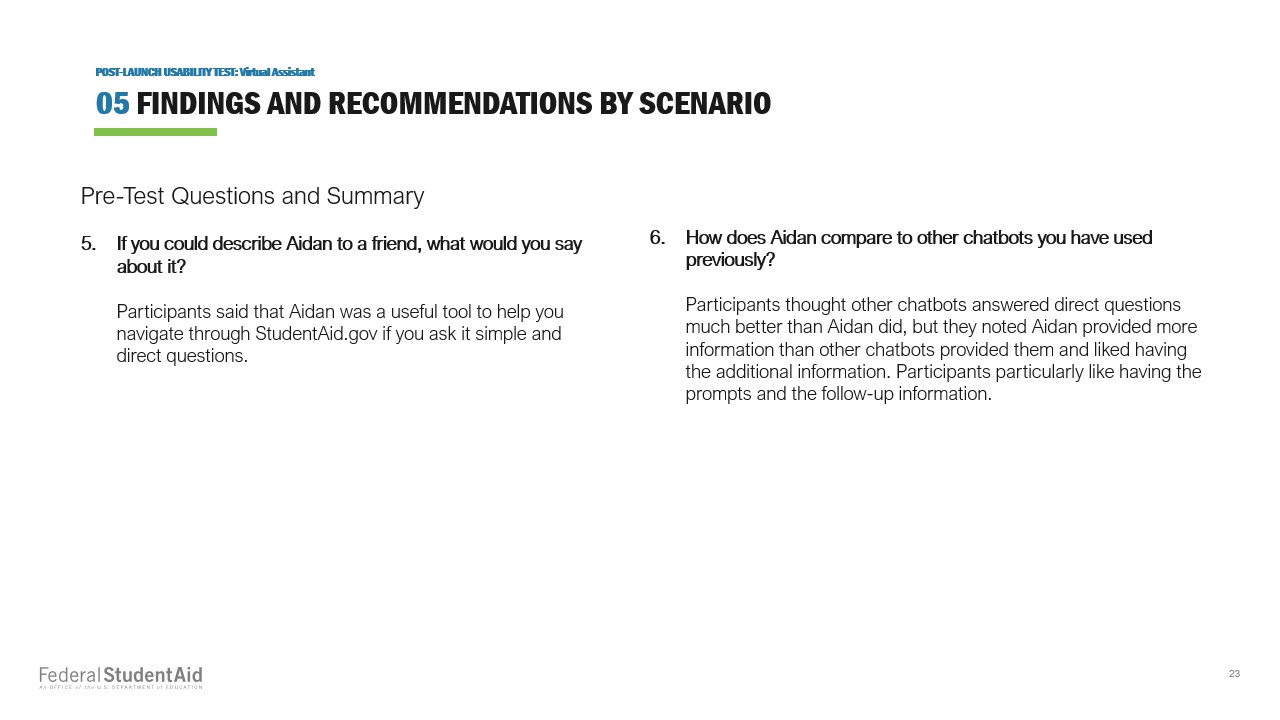 POST-LAUNCH USABILITY TEST: Virtual Assistant
05 FINDINGS AND RECOMMENDATIONS BY SCENARIO
Pre-Test Questions and Summary
5. If you could describe Aidan to a friend, what would you say
about it?
Participants said that Aidan was a useful tool to help you
navigate through StudentAid.gov if you ask it simple and
direct questions.
6. How does Aidan compare to other chatbots you have used
previously?
Participants thought other chatbots answered direct questions
much better than Aidan did, but they noted Aidan provided more
information than other chatbots provided them and liked having
the additional information. Participants particularly like having the
prompts and the follow-up information.
Federal StudentAid
An OFFICE of the U.S. DEPARTMENT of EDUCATION
23